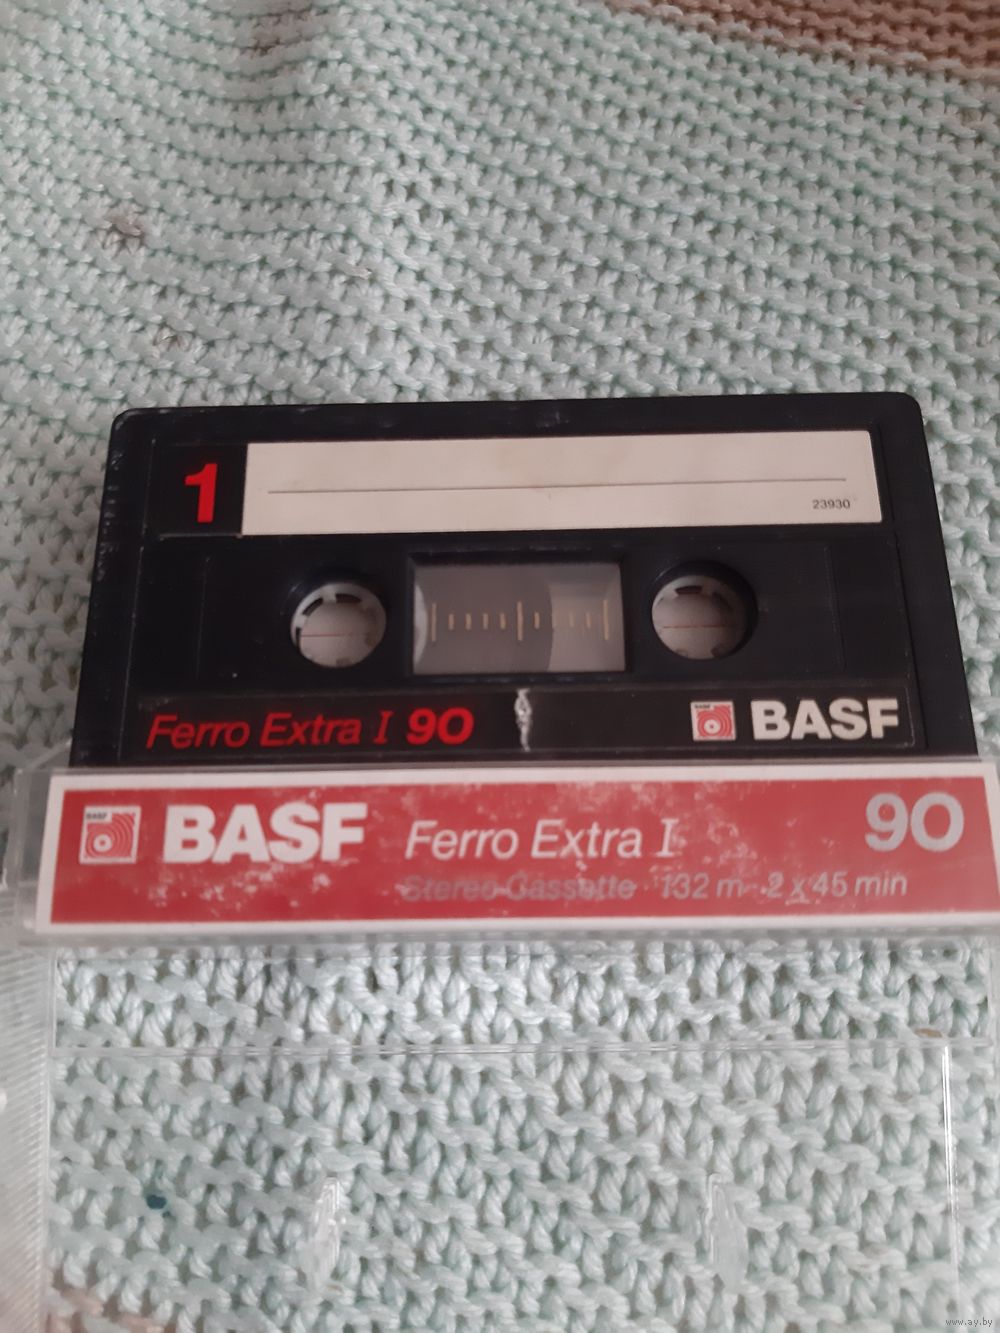 1
23930
Ferro Extra I 90
BASF
BASF
BASF
BASF Ferro Extra I 90
Stereo Cassette 132 m 2 x 45 min
www.ay.by